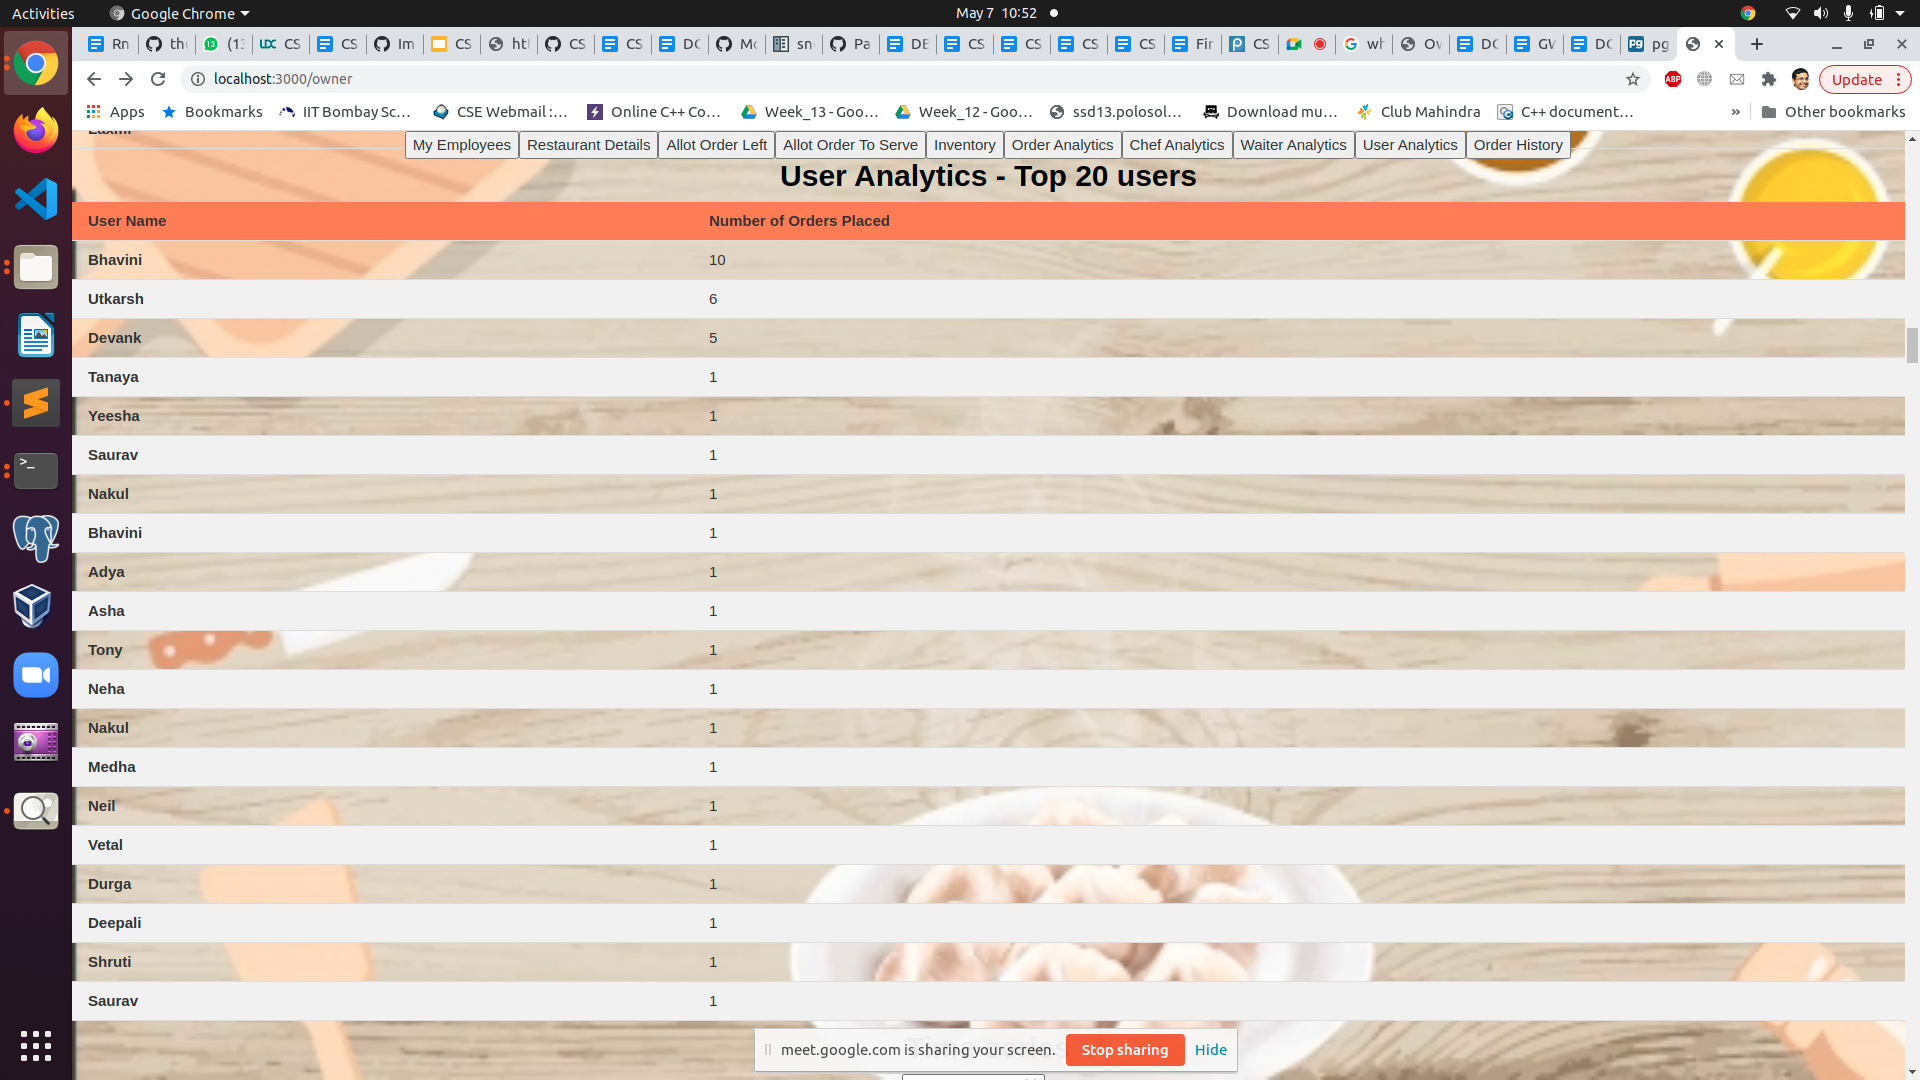 Activities Google Chrome May 7 10:52
Rn the (13 CS CS Im CS htt CS CS DC Mc sn Pa DE CS CS CS CS Fir CS wh Ov DC GV DC pg
localhost:3000/owner Update
Apps Bookmarks IIT Bombay Sc… CSE Webmail :… Online C++ Co… Week_13 - Goo… Week_12 - Goo… ssd13.polosol… Download mu… Club Mahindra C++ document… » Other bookmarks
Laxmi
My Employees Restaurant Details Allot Order Left Allot Order To Serve Inventory Order Analytics Chef Analytics Waiter Analytics User Analytics Order History
User Analytics - Top 20 users
User Name Number of Orders Placed
Bhavini 10
Utkarsh 6
Devank 5
Tanaya 1
Yeesha 1
Saurav 1
Nakul 1
Bhavini 1
Adya 1
Asha 1
Tony 1
Neha 1
Nakul 1
Medha 1
Neil 1
Vetal 1
Durga 1
Deepali 1
Shruti 1
Saurav 1
meet.google.com is sharing your screen. Stop sharing Hide